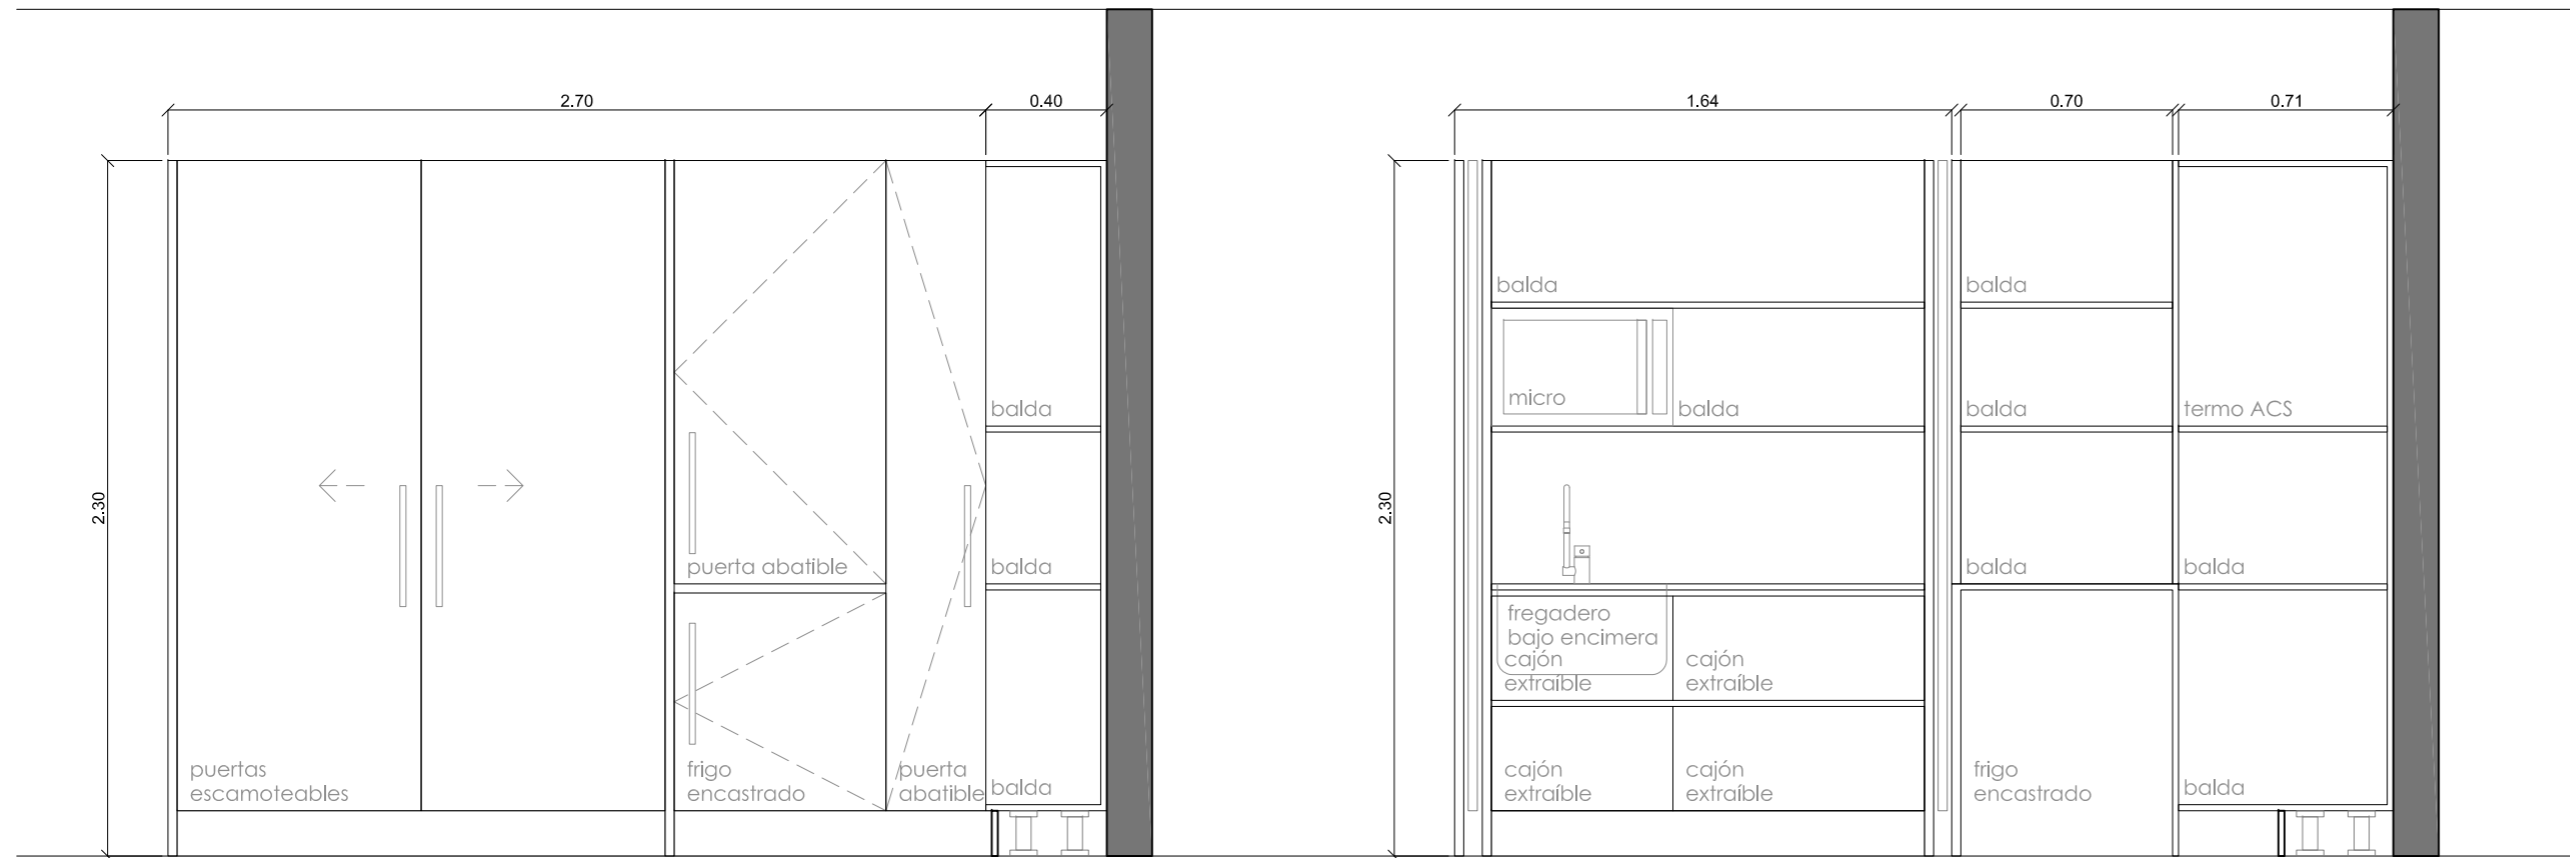 2.70
0.40
2.30
balda
balda
puerta abatible
puertas
escamoteables
frigo
encastrado
puerta
abatible
balda
1.64
0.70
0.71
2.30
balda
balda
micro
balda
balda
termo ACS
balda
balda
fregadero
bajo encimera
cajón
extraíble
cajón
extraíble
cajón
extraíble
cajón
extraíble
frigo
encastrado
balda